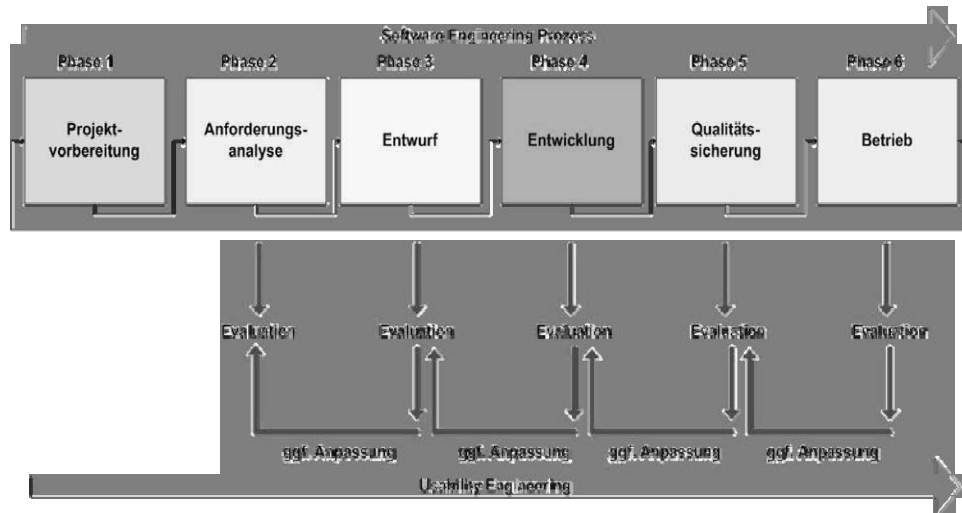 Software Engineering Prozess
Phase 1 Phase 2 Phase 3 Phase 4 Phase 5 Phase 6
Projekt-
vorbereitung
Anforderungs-
analyse
Entwurf
Entwicklung
Qualitäts-
sicherung
Betrieb
Evaluation Evaluation Evaluation Evaluation Evaluation
ggf. Anpassung ggf. Anpassung ggf. Anpassung ggf. Anpassung
Usability Engineering